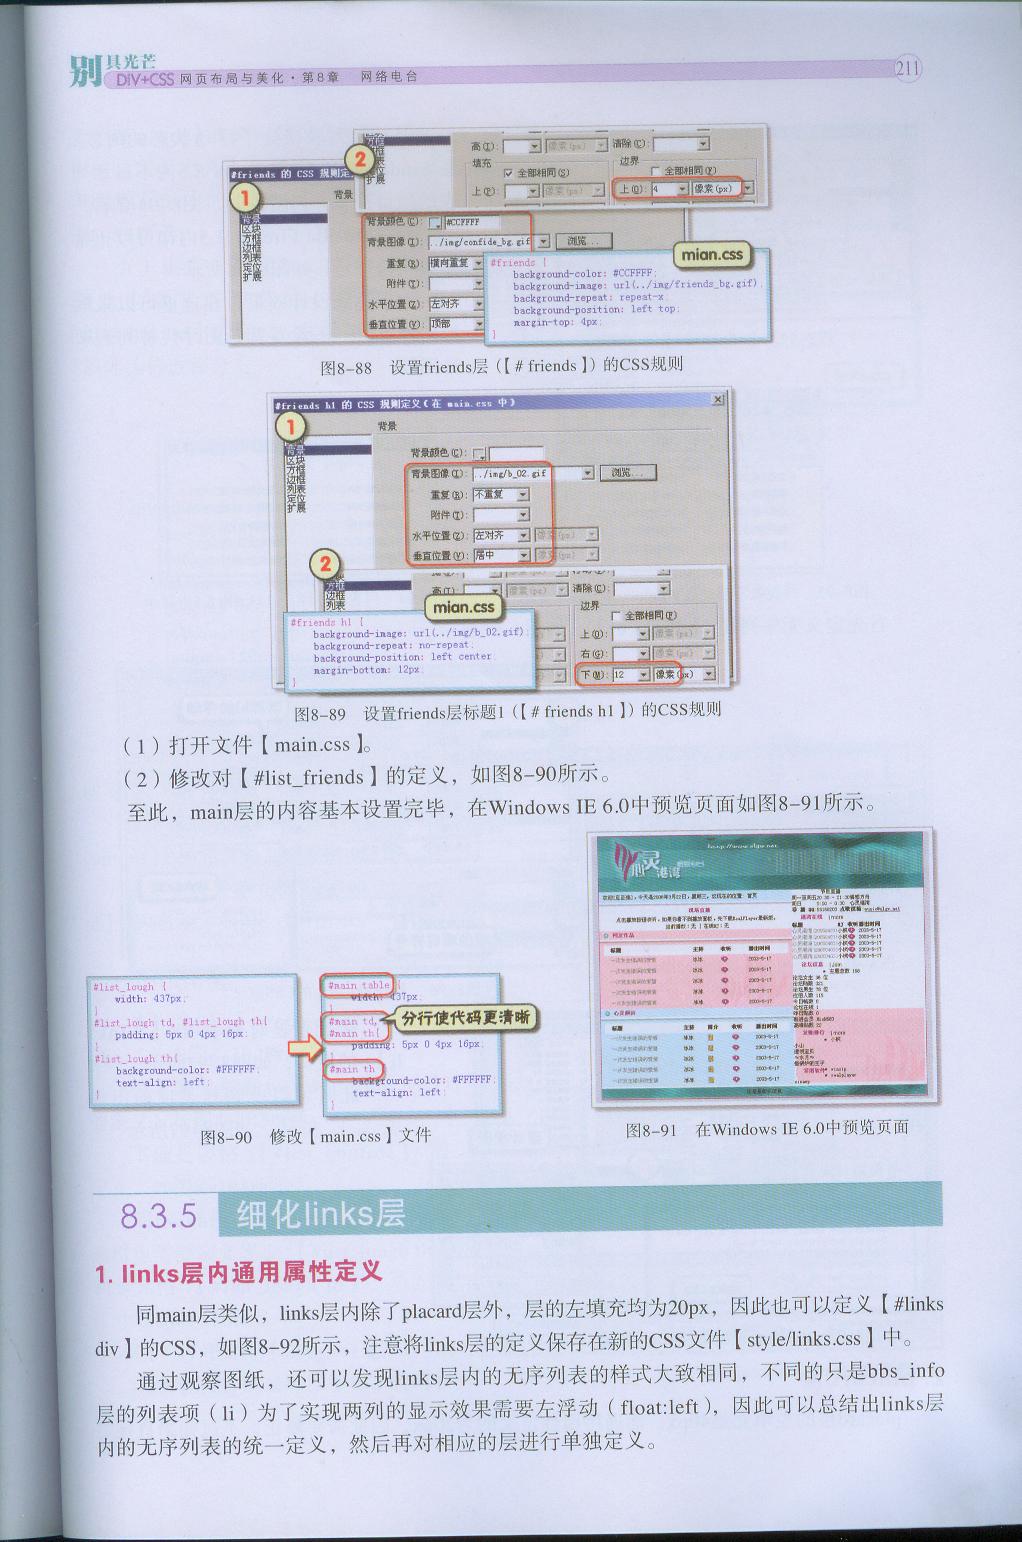 别具光芒
DIV+CSS 网页布局与美化·第8章 网络电台
211
2
方框
扩展
高(I): 像素(px) 清除(C):
填充 边界
全部相同(S) 全部相同(F)
上(P): 像素(px) 上(O): 4 像素(px)
#friends 的 CSS 规则定
1
背景
背景
区块
方框
边框
列表
定位
扩展
背景颜色(C): #CCFFFF
背景图像(I): ../img/confide_bg.gif 浏览...
重复(R): 横向重复
附件(T):
水平位置(Z): 左对齐
垂直位置(V): 顶部
mian.css
#friends {
background-color: #CCFFFF;
background-image: url(../img/friends_bg.gif);
background-repeat: repeat-x;
background-position: left top;
margin-top: 4px;
}
图8-88 设置friends层(【# friends】)的CSS规则
#friends h1 的 CSS 规则定义(在 main.css 中)
1
背景
背景
区块
方框
边框
列表
定位
扩展
背景颜色(C):
背景图像(I): ../img/b_02.gif 浏览...
重复(R): 不重复
附件(T):
水平位置(Z): 左对齐 像素(px)
垂直位置(V): 居中 像素(px)
2
方框
边框
列表
高(I): 像素(px) 清除(C):
边界
全部相同(F)
上(O): 像素(px)
右(G): 像素(px)
下(M): 12 像素(px)
mian.css
#friends h1 {
background-image: url(../img/b_02.gif);
background-repeat: no-repeat;
background-position: left center;
margin-bottom: 12px;
}
图8-89 设置friends层标题1(【# friends h1】)的CSS规则
(1)打开文件【main.css】。
(2)修改对【#list_friends】的定义,如图8-90所示。
至此,main层的内容基本设置完毕,在Windows IE 6.0中预览页面如图8-91所示。
心灵港湾
#list_lough {
width: 437px;
}
#list_lough td, #list_lough th{
padding: 5px 0 4px 16px;
}
#list_lough th{
background-color: #FFFFFF;
text-align: left;
}
#main table {
width: 437px;
}
#main td,
#main th{
padding: 5px 0 4px 16px;
}
#main th
background-color: #FFFFFF;
text-align: left;
}
分行使代码更清晰
标题 主持 收听 播出时间
标题 主持 简介 收听 播出时间
图8-90 修改【main.css】文件
图8-91 在Windows IE 6.0中预览页面
8.3.5 细化links层
1. links层内通用属性定义
同main层类似,links层内除了placard层外,层的左填充均为20px,因此也可以定义【#links
div】的CSS,如图8-92所示,注意将links层的定义保存在新的CSS文件【style/links.css】中。
通过观察图纸,还可以发现links层内的无序列表的样式大致相同,不同的只是bbs_info
层的列表项(li)为了实现两列的显示效果需要左浮动(float:left),因此可以总结出links层
内的无序列表的统一定义,然后再对相应的层进行单独定义。